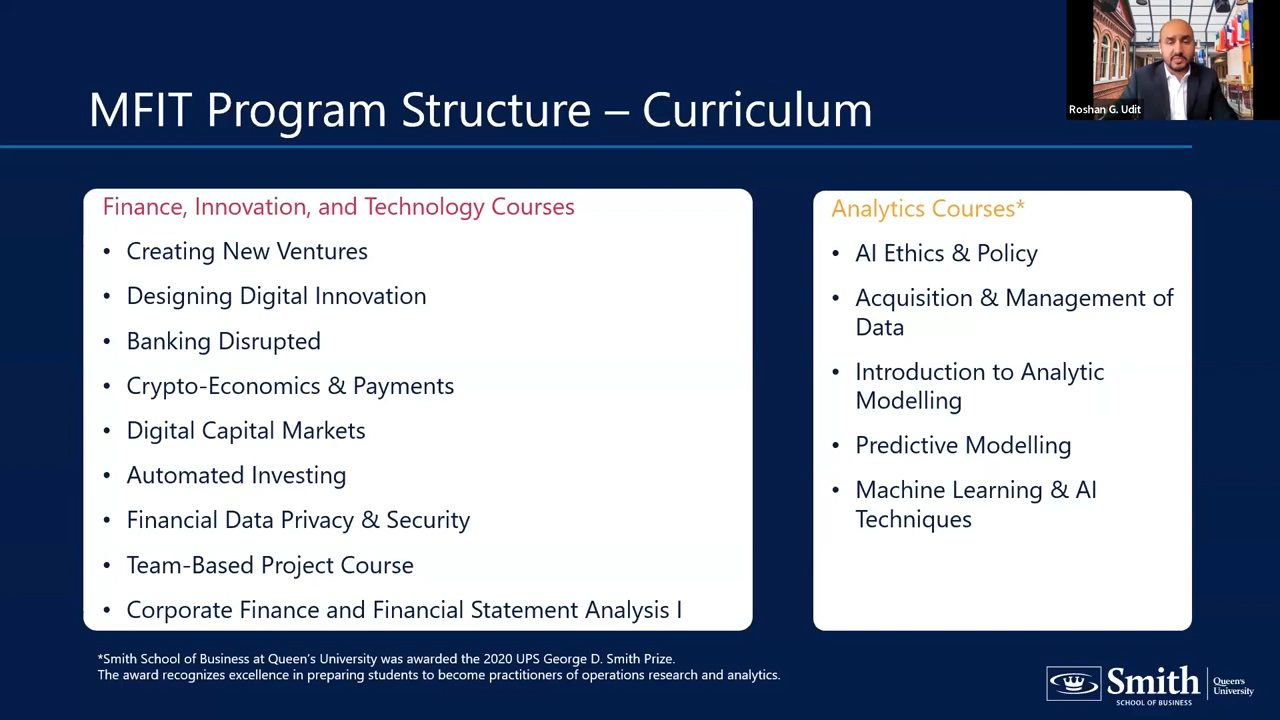 Roshan G. Udit
MFIT Program Structure – Curriculum
Finance, Innovation, and Technology Courses
• Creating New Ventures
• Designing Digital Innovation
• Banking Disrupted
• Crypto-Economics & Payments
• Digital Capital Markets
• Automated Investing
• Financial Data Privacy & Security
• Team-Based Project Course
• Corporate Finance and Financial Statement Analysis I
Analytics Courses*
• AI Ethics & Policy
• Acquisition & Management of
Data
• Introduction to Analytic
Modelling
• Predictive Modelling
• Machine Learning & AI
Techniques
*Smith School of Business at Queen's University was awarded the 2020 UPS George D. Smith Prize.
The award recognizes excellence in preparing students to become practitioners of operations research and analytics.
Smith
SCHOOL OF BUSINESS
Queen's
University